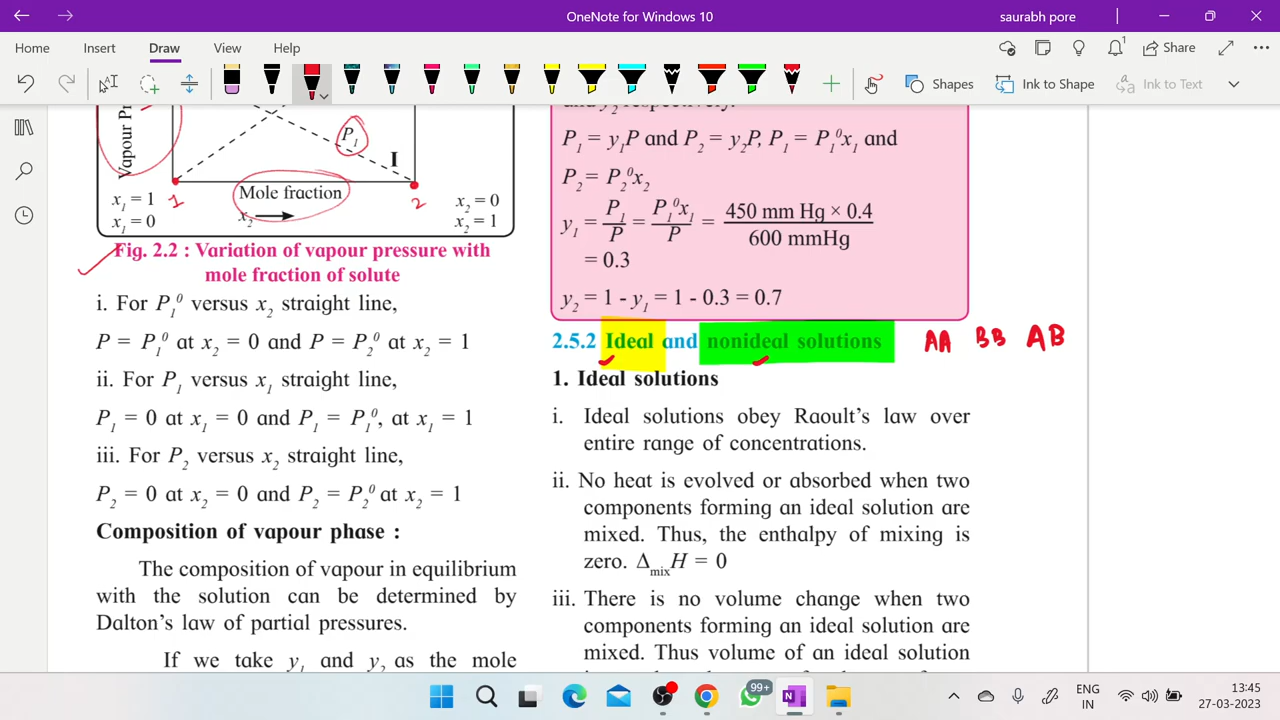 OneNote for Windows 10
saurabh pore
Home Insert Draw View Help
Share
Shapes
Ink to Shape
Ink to Text
Vapour Pr
P₁
I
Mole fraction
x₂
1
2
x₁ = 1
x₁ = 0
x₂ = 0
x₂ = 1
Fig. 2.2 : Variation of vapour pressure with
mole fraction of solute
i. For P₁⁰ versus x₂ straight line,
P = P₁⁰ at x₂ = 0 and P = P₂⁰ at x₂ = 1
ii. For P₁ versus x₁ straight line,
P₁ = 0 at x₁ = 0 and P₁ = P₁⁰, at x₁ = 1
iii. For P₂ versus x₂ straight line,
P₂ = 0 at x₂ = 0 and P₂ = P₂⁰ at x₂ = 1
Composition of vapour phase :
The composition of vapour in equilibrium
with the solution can be determined by
Dalton's law of partial pressures.
If we take y₁ and y₂ as the mole
and y₂ respectively.
P₁ = y₁P and P₂ = y₂P, P₁ = P₁⁰x₁ and
P₂ = P₂⁰x₂
y₁ = P₁/P = P₁⁰x₁/P = 450 mm Hg × 0.4 / 600 mmHg
= 0.3
y₂ = 1 - y₁ = 1 - 0.3 = 0.7
2.5.2 Ideal and nonideal solutions AA BB AB
1. Ideal solutions
i. Ideal solutions obey Raoult's law over
entire range of concentrations.
ii. No heat is evolved or absorbed when two
components forming an ideal solution are
mixed. Thus, the enthalpy of mixing is
zero. Δmix H = 0
iii. There is no volume change when two
components forming an ideal solution are
mixed. Thus volume of an ideal solution
99+
ENG
IN
13:45
27-03-2023